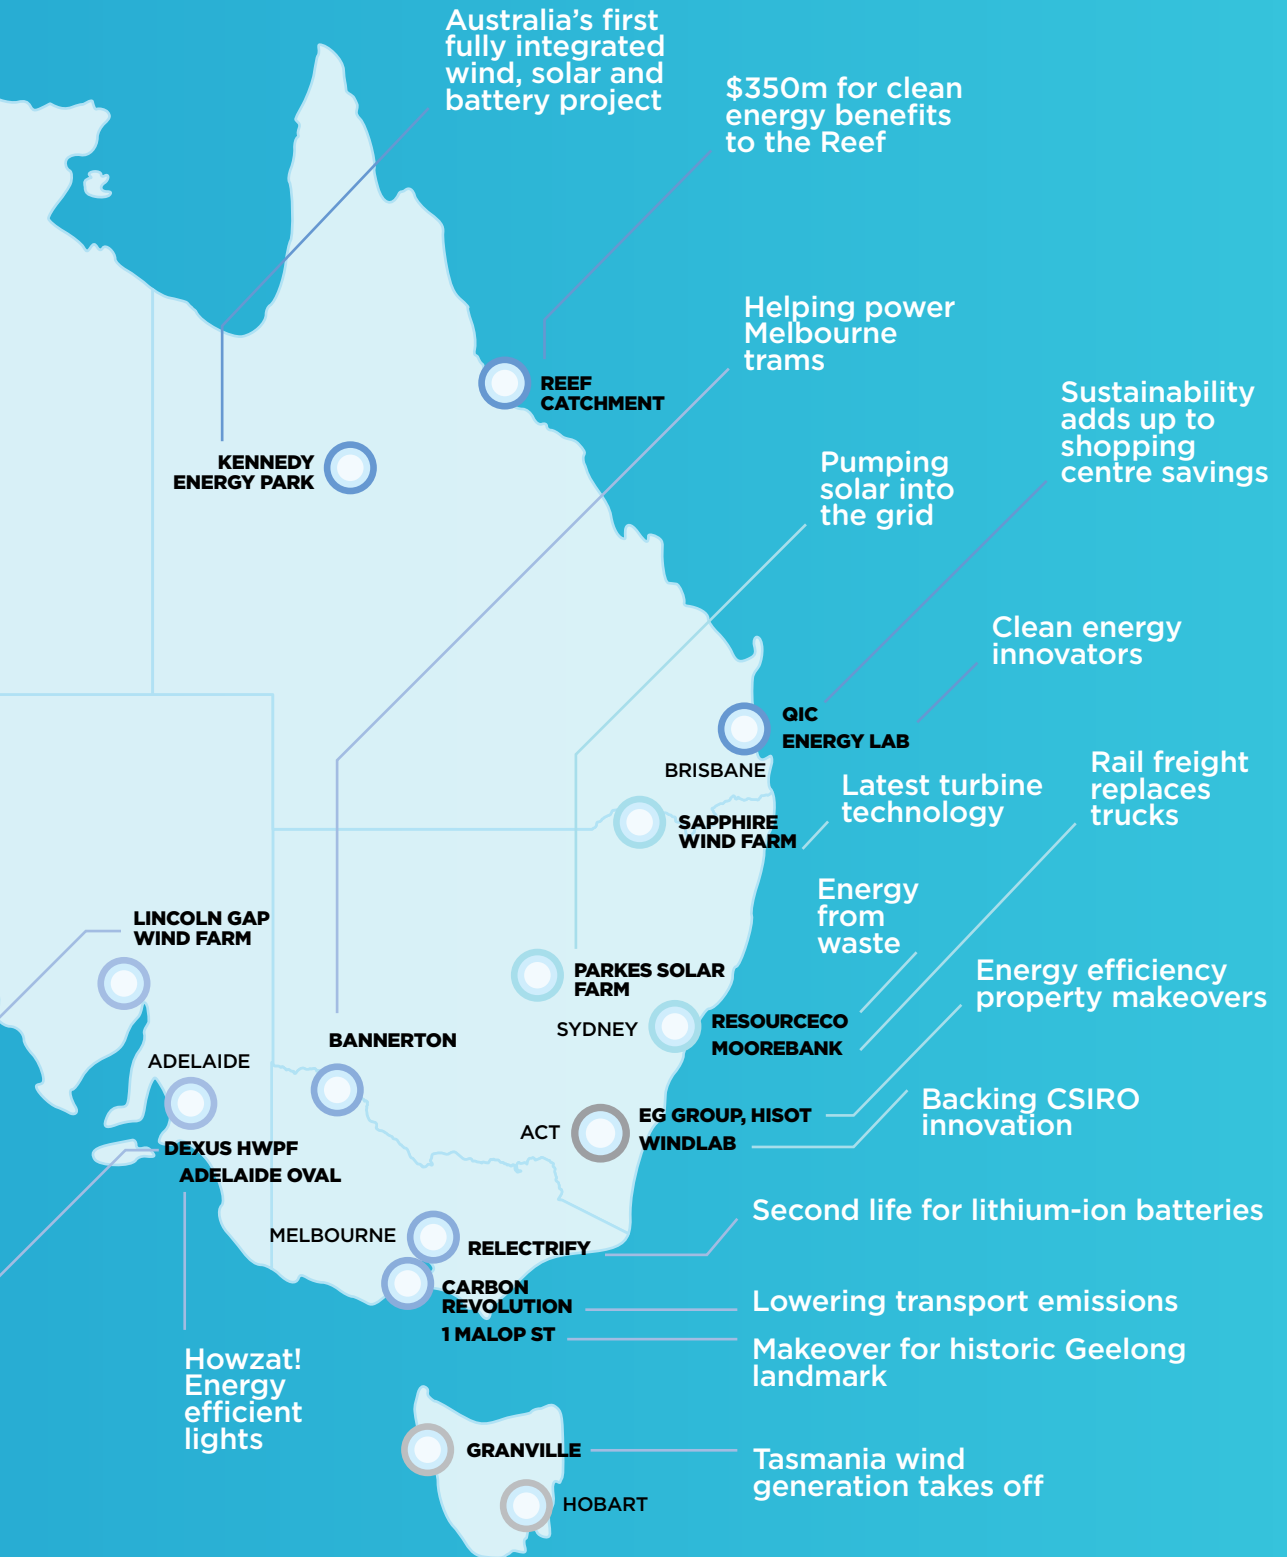 Australia's first
fully integrated
wind, solar and
battery project
$350m for clean
energy benefits
to the Reef
Helping power
Melbourne
trams
REEF
CATCHMENT
Sustainability
adds up to
shopping
centre savings
KENNEDY
ENERGY PARK
Pumping
solar into
the grid
Clean energy
innovators
QIC
ENERGY LAB
BRISBANE
Rail freight
replaces
trucks
Latest turbine
technology
SAPPHIRE
WIND FARM
Energy
from
waste
LINCOLN GAP
WIND FARM
PARKES SOLAR
FARM
Energy efficiency
property makeovers
SYDNEY
RESOURCECO
MOOREBANK
BANNERTON
ADELAIDE
EG GROUP, HISOT
ACT
WINDLAB
Backing CSIRO
innovation
DEXUS HWPF
ADELAIDE OVAL
Second life for lithium-ion batteries
MELBOURNE
RELECTRIFY
CARBON
REVOLUTION
Lowering transport emissions
1 MALOP ST
Makeover for historic Geelong
landmark
Howzat!
Energy
efficient
lights
GRANVILLE
Tasmania wind
generation takes off
HOBART